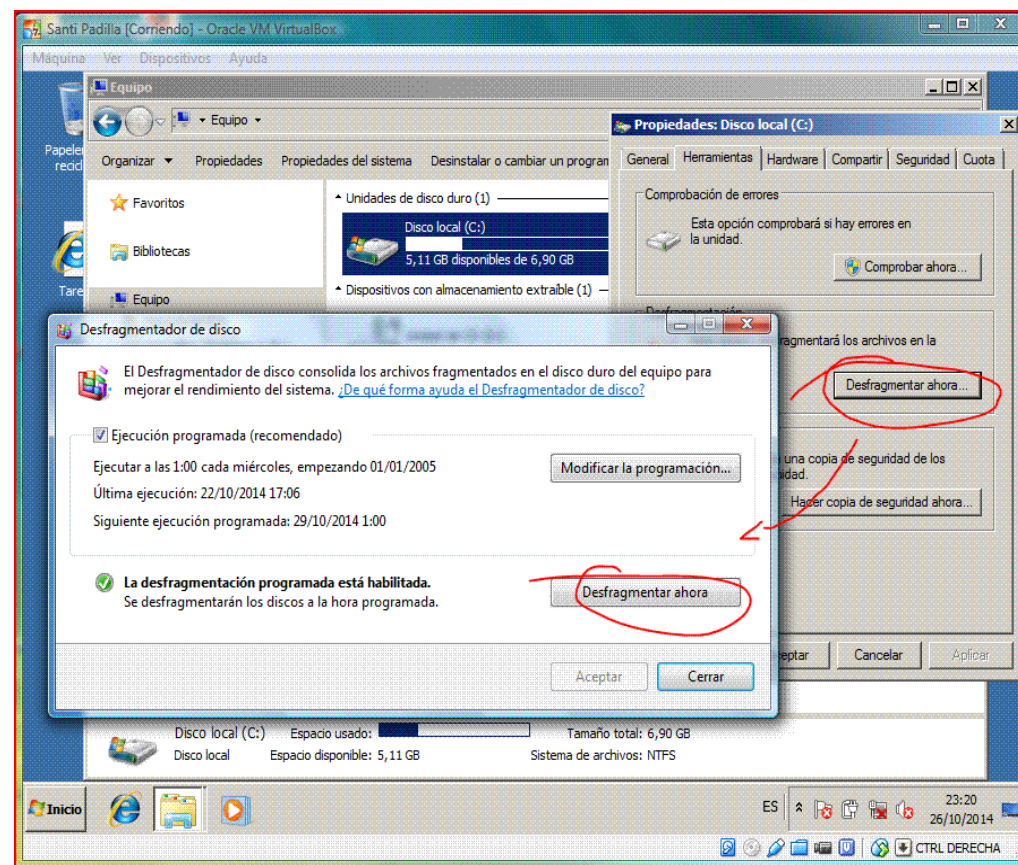 Santi Padilla [Corriendo] - Oracle VM VirtualBox
Máquina Ver Dispositivos Ayuda
Equipo
Equipo
Organizar Propiedades Propiedades del sistema Desinstalar o cambiar un program
Papeler
recicl
Favoritos
Bibliotecas
Equipo
Tare
Unidades de disco duro (1)
Disco local (C:)
5,11 GB disponibles de 6,90 GB
Dispositivos con almacenamiento extraíble (1)
Propiedades: Disco local (C:)
General Herramientas Hardware Compartir Seguridad Cuota
Comprobación de errores
Esta opción comprobará si hay errores en
la unidad.
Comprobar ahora...
Desfragmentación
ragmentará los archivos en la
Desfragmentar ahora...
una copia de seguridad de los
idad.
Hacer copia de seguridad ahora...
eptar Cancelar Aplicar
Desfragmentador de disco
El Desfragmentador de disco consolida los archivos fragmentados en el disco duro del equipo para
mejorar el rendimiento del sistema. ¿De qué forma ayuda el Desfragmentador de disco?
Ejecución programada (recomendado)
Ejecutar a las 1:00 cada miércoles, empezando 01/01/2005
Modificar la programación...
Última ejecución: 22/10/2014 17:06
Siguiente ejecución programada: 29/10/2014 1:00
La desfragmentación programada está habilitada.
Se desfragmentarán los discos a la hora programada.
Desfragmentar ahora
Aceptar Cerrar
Disco local (C:) Espacio usado: Tamaño total: 6,90 GB
Disco local Espacio disponible: 5,11 GB Sistema de archivos: NTFS
Inicio
ES
23:20
26/10/2014
CTRL DERECHA